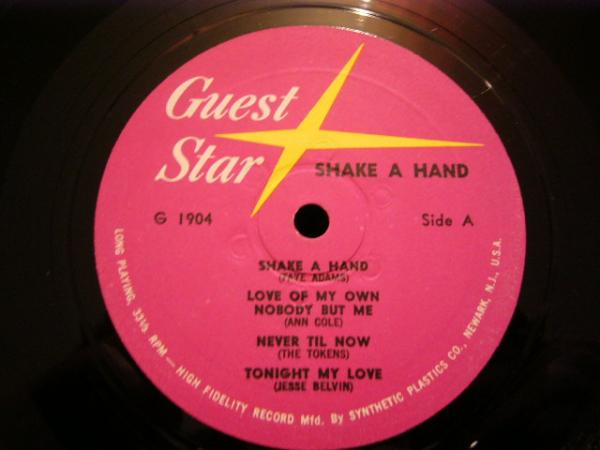 Guest
Star
SHAKE A HAND
G 1904
Side A
SHAKE A HAND
(FAYE ADAMS)
LOVE OF MY OWN
NOBODY BUT ME
(ANN COLE)
NEVER TIL NOW
(THE TOKENS)
TONIGHT MY LOVE
(JESSE BELVIN)
LONG PLAYING, 33⅓ RPM — HIGH FIDELITY RECORD Mfd. By SYNTHETIC PLASTICS CO., NEWARK, N.J., U.S.A.